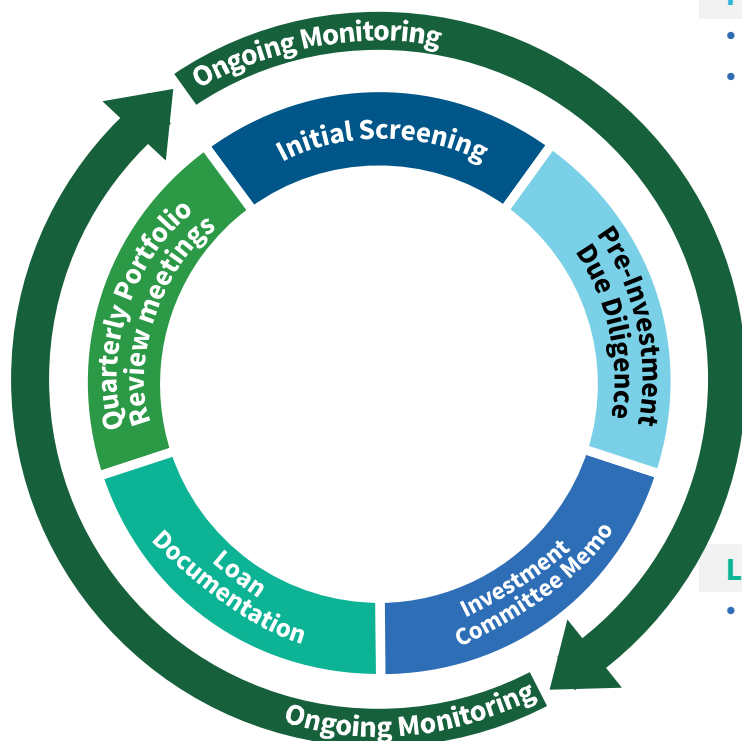 Ongoing Monitoring
Initial Screening
Pre-Investment
Due Diligence
Investment
Committee Memo
Loan
Documentation
Quarterly Portfolio
Review meetings
Ongoing Monitoring
L